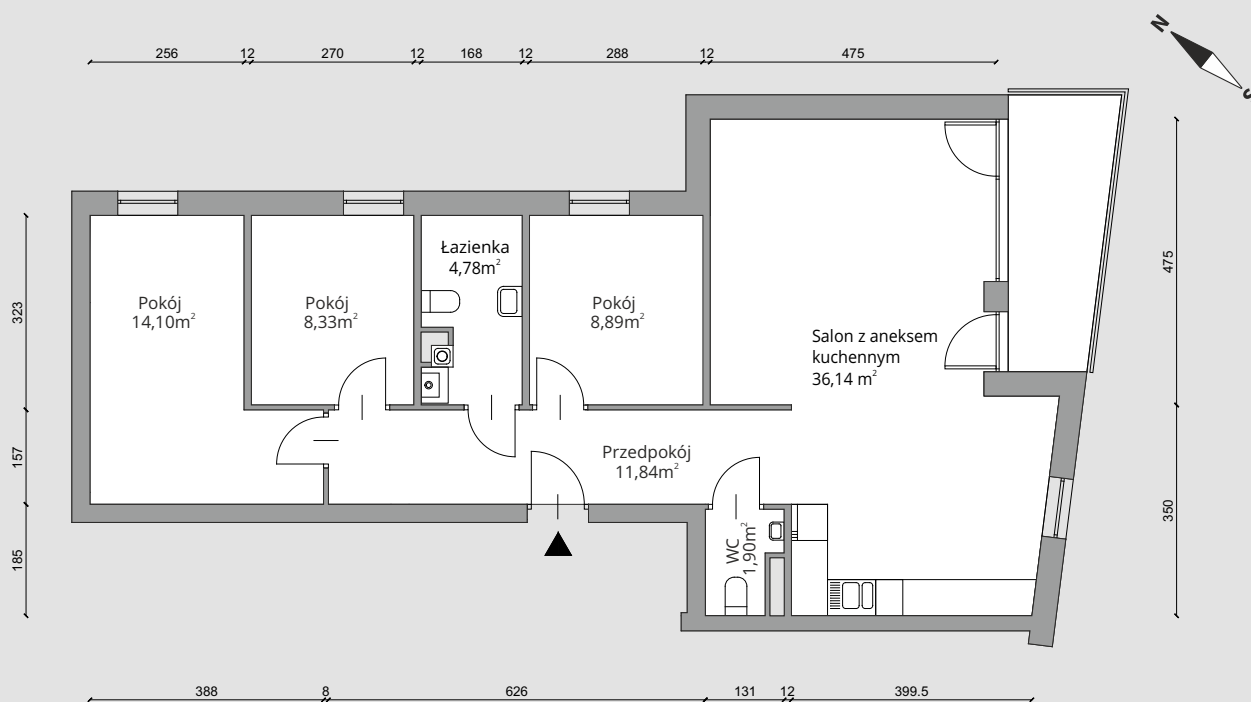 N
S
256 12 270 12 168 12 288 12 475
323
157
185
475
350
Pokój
14,10m²
Pokój
8,33m²
Łazienka
4,78m²
Pokój
8,89m²
Salon z aneksem
kuchennym
36,14 m²
Przedpokój
11,84m²
WC
1,90m²
388 8 626 131 12 399.5